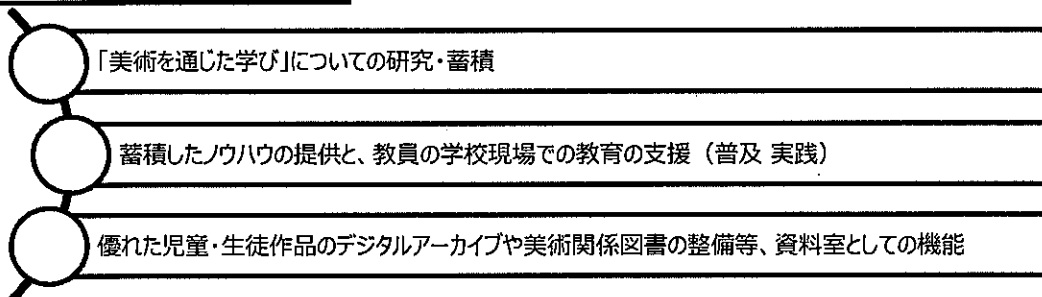 「美術を通じた学び」についての研究・蓄積
蓄積したノウハウの提供と、教員の学校現場での教育の支援（普及 実践）
優れた児童・生徒作品のデジタルアーカイブや美術関係図書の整備等、資料室としての機能